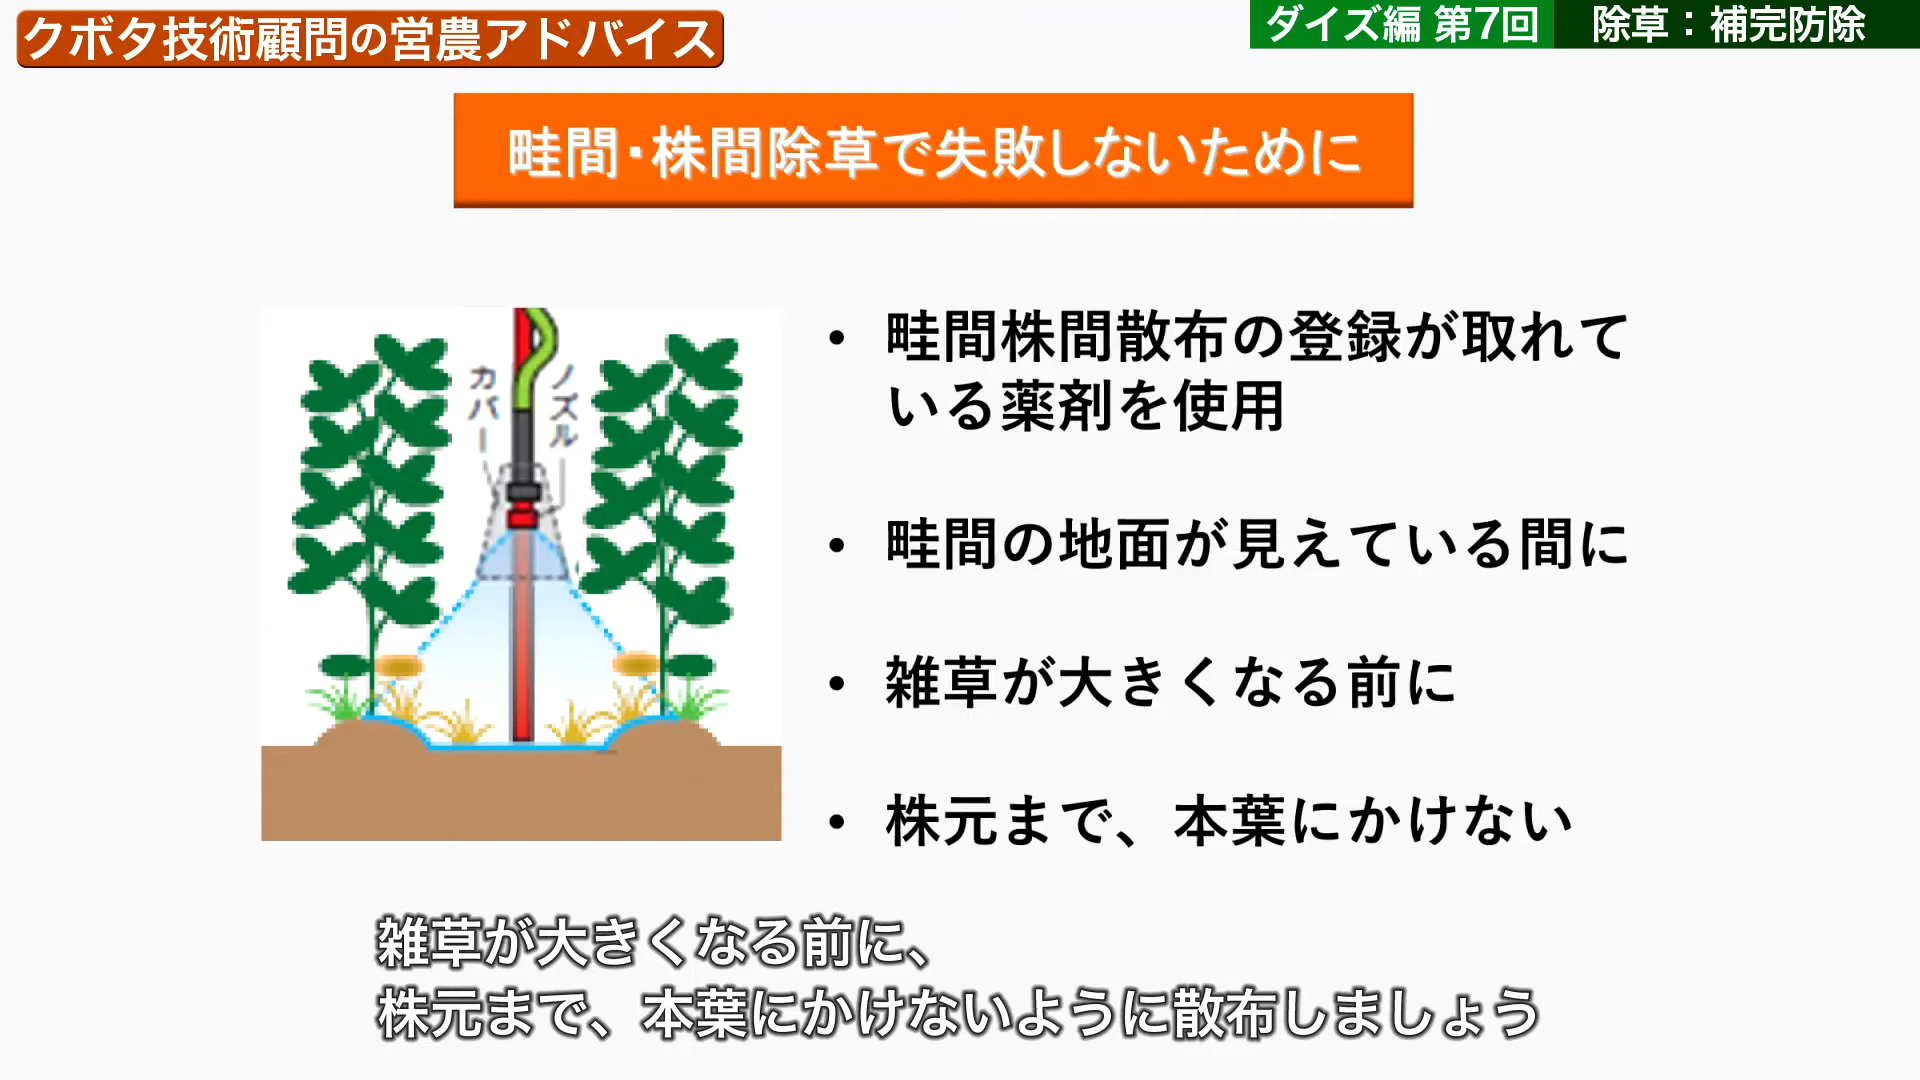 クボタ技術顧問の営農アドバイス
ダイズ編 第7回
除草：補完防除
畦間・株間除草で失敗しないために
カバー
ノズル
・ 畦間株間散布の登録が取れて
いる薬剤を使用
・ 畦間の地面が見えている間に
・ 雑草が大きくなる前に
・ 株元まで、本葉にかけない
雑草が大きくなる前に、
株元まで、本葉にかけないように散布しましょう